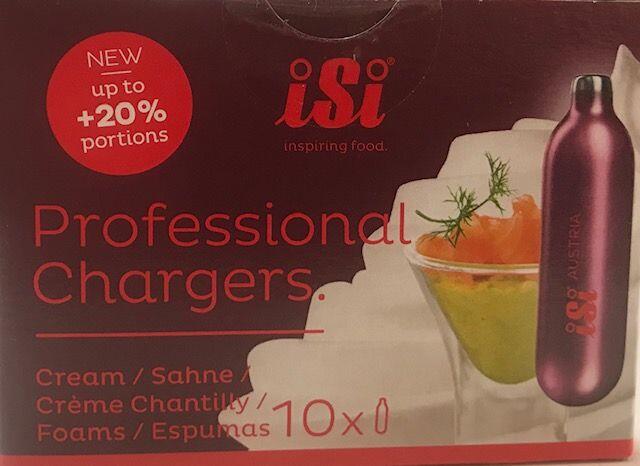 NEW
up to
+20%
portions
iSi®
inspiring food.
Professional
Chargers.
Cream / Sahne /
Crème Chantilly /
Foams / Espumas
10x
iSi AUSTRIA